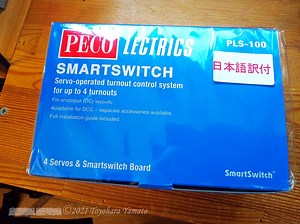 PECO LECTRICS
PLS-100
SMARTSWITCH
日本語訳付
Servo-operated turnout control system
for up to 4 turnouts
For analogue (DC) layouts.
Adaptable for DCC - separate accessories available.
Full installation guide included.
4 Servos & Smartswitch Board
SmartSwitch™
©2021 Toyohara Yamato